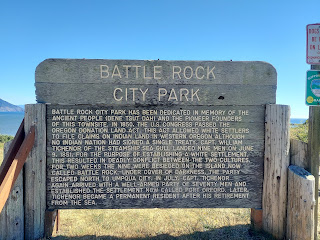 BATTLE ROCK
CITY PARK
BATTLE ROCK CITY PARK HAS BEEN DEDICATED IN MEMORY OF THE
ANCIENT PEOPLE (DENE TSUT DAH) AND THE PIONEER FOUNDERS
OF THIS TOWNSITE. IN 1850, THE U.S. CONGRESS PASSED THE
OREGON DONATION LAND ACT. THIS ACT ALLOWED WHITE SETTLERS
TO FILE CLAIMS ON INDIAN LAND IN WESTERN OREGON ALTHOUGH
NO INDIAN NATION HAD SIGNED A SINGLE TREATY. CAPT. WILLIAM
TICHENOR OF THE STEAMSHIP SEA GULL LANDED NINE MEN ON JUNE
9, 1851 FOR THE PURPOSE OF ESTABLISHING A WHITE SETTLEMENT.
THIS RESULTED IN DEADLY CONFLICT BETWEEN THE TWO CULTURES.
FOR TWO WEEKS THE NINE WERE BESIEGED ON THE ISLAND NOW
CALLED BATTLE ROCK. UNDER COVER OF DARKNESS, THE PARTY
ESCAPED NORTH TO UMPQUA CITY. IN JULY, CAPT. TICHENOR
AGAIN ARRIVED WITH A WELL-ARMED PARTY OF SEVENTY MEN AND
ESTABLISHED THE SETTLEMENT NOW CALLED PORT ORFORD. LATER,
TICHENOR BECAME A PERMANENT RESIDENT AFTER HIS RETIREMENT
FROM THE SEA.